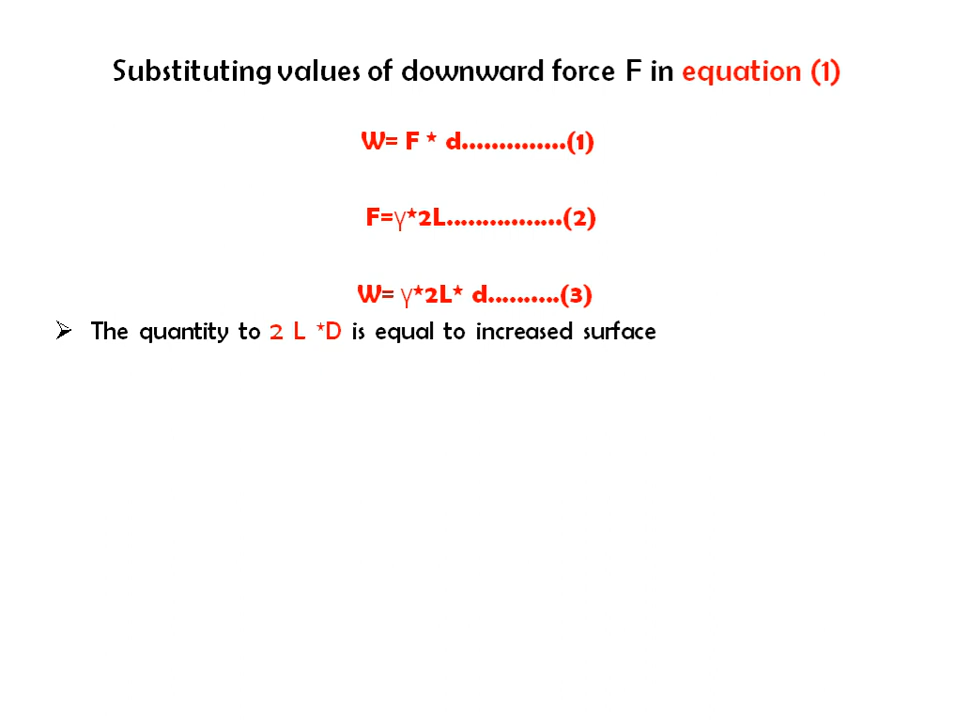 Substituting values of downward force F in equation (1)
W= F * d..............(1)
F=γ*2L................(2)
W= γ*2L* d..........(3)
➢ The quantity to 2 L *D is equal to increased surface